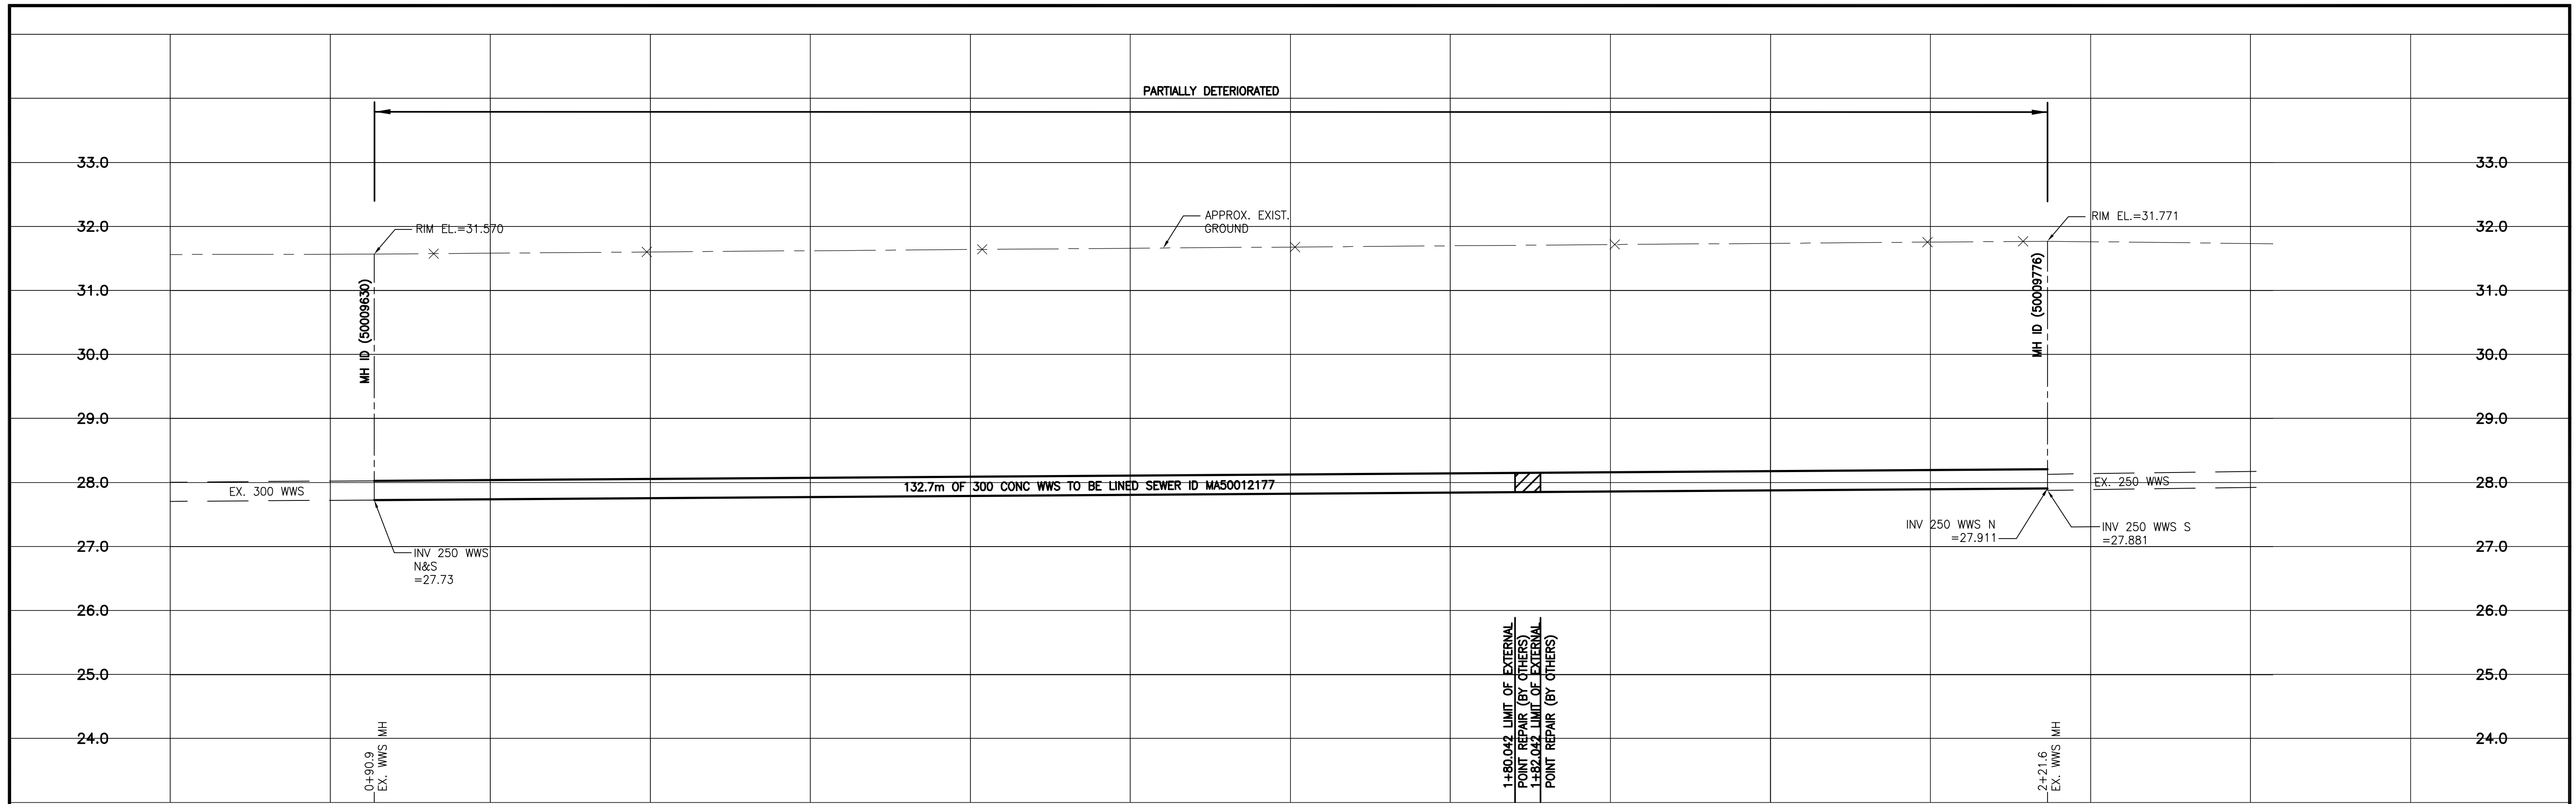 PARTIALLY DETERIORATED
33.0
33.0
APPROX. EXIST.
GROUND
RIM EL.=31.771
32.0
RIM EL.=31.570
32.0
31.0
31.0
MH ID (50009630)
MH ID (50009776)
30.0
30.0
29.0
29.0
28.0
EX. 300 WWS
132.7m OF 300 CONC WWS TO BE LINED SEWER ID MA50012177
EX. 250 WWS
28.0
INV 250 WWS N
=27.911
INV 250 WWS S
=27.881
27.0
INV 250 WWS
N&S
=27.73
27.0
26.0
26.0
25.0
25.0
24.0
24.0
0+90.9
EX. WWS MH
1+80.042 LIMIT OF EXTERNAL
POINT REPAIR (BY OTHERS)
1+82.042 LIMIT OF EXTERNAL
POINT REPAIR (BY OTHERS)
2+21.6
EX. WWS MH